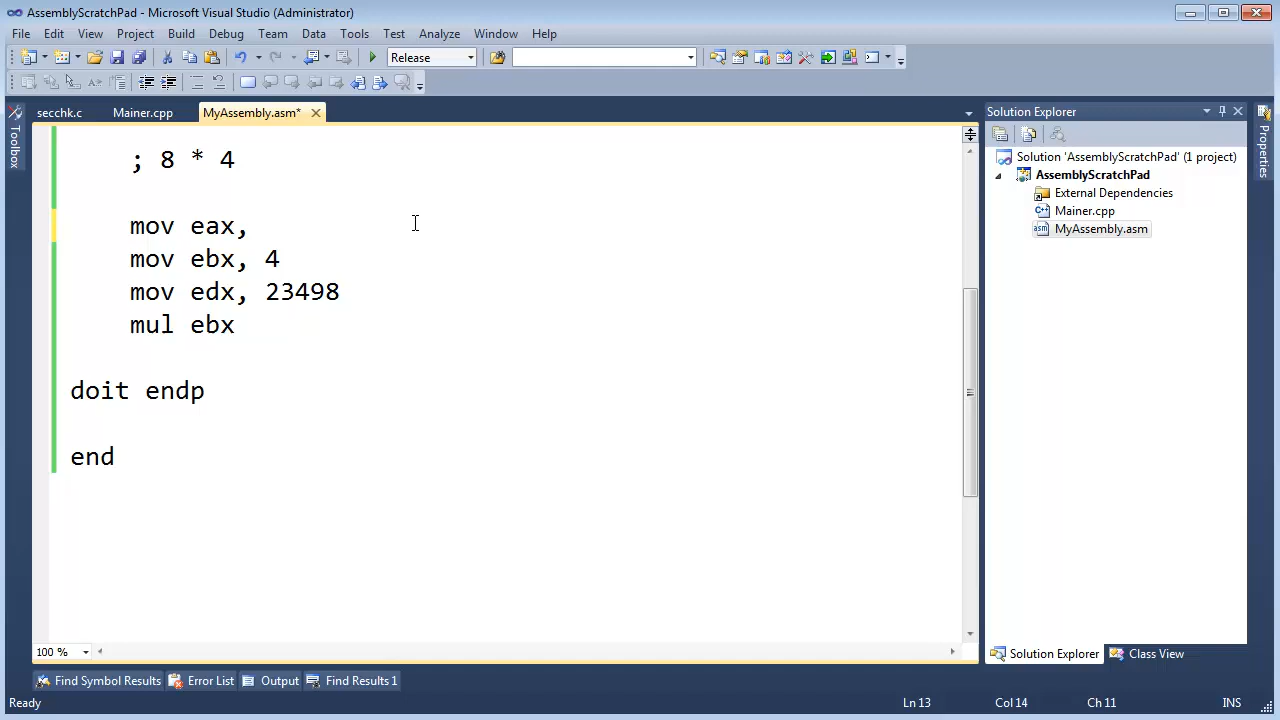 AssemblyScratchPad - Microsoft Visual Studio (Administrator)
File Edit View Project Build Debug Team Data Tools Test Analyze Window Help
Release
secchk.c Mainer.cpp MyAssembly.asm*
Solution Explorer
Toolbox
Properties
Solution 'AssemblyScratchPad' (1 project)
AssemblyScratchPad
External Dependencies
Mainer.cpp
MyAssembly.asm
; 8 * 4
mov eax,
mov ebx, 4
mov edx, 23498
mul ebx
doit endp
end
100 %
Solution Explorer Class View
Find Symbol Results Error List Output Find Results 1
Ready Ln 13 Col 14 Ch 11 INS